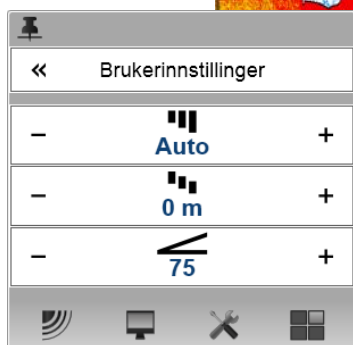 « Brukerinnstillinger
− Auto +
− 0 m +
− 75 +